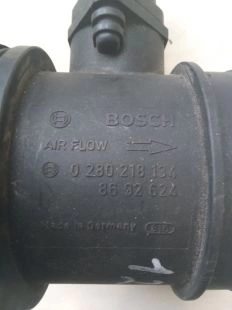 BOSCH
AIR FLOW
0 280 218 134
86 92 624
Made in Germany